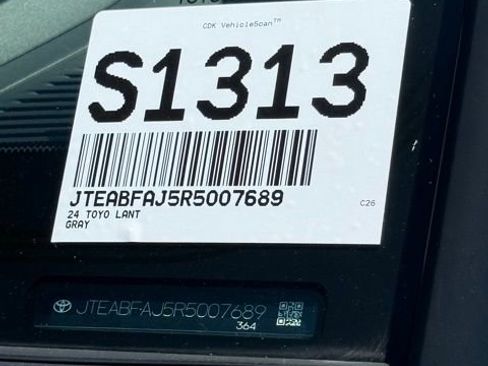 CDK VehicleScan™
S1313
JTEABFAJ5R5007689
24 TOYO LANT
GRAY
C26
JTEABFAJ5R5007689
364